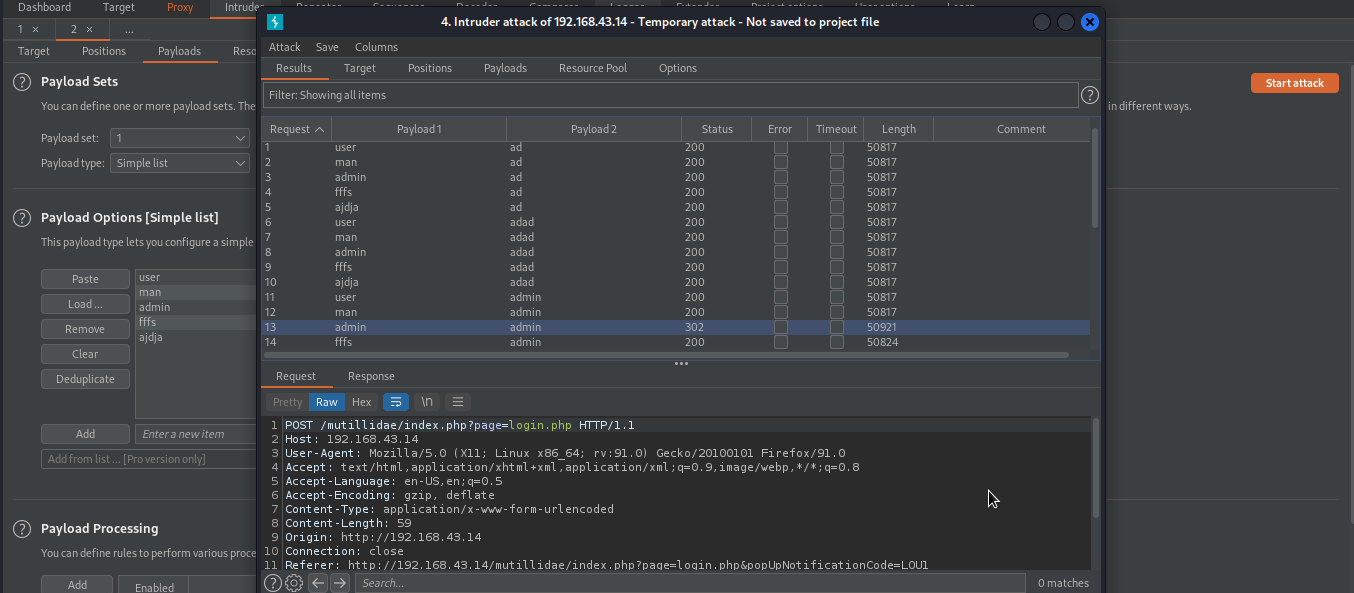 4. Intruder attack of 192.168.43.14 - Temporary attack - Not saved to project file
Dashboard Target Proxy Intruder
1 × 2 × ...
Target Positions Payloads
Payload Sets
You can define one or more payload sets. The
in different ways.
Start attack
Payload set: 1
Payload type: Simple list
Payload Options [Simple list]
This payload type lets you configure a simple
Paste
Load ...
Remove
Clear
Deduplicate
user
man
admin
fffs
ajdja
Add Enter a new item
Add from list ... [Pro version only]
Payload Processing
You can define rules to perform various
Add Enabled
Attack Save Columns
Results Target Positions Payloads Resource Pool Options
Filter: Showing all items
Request Payload 1 Payload 2 Status Error Timeout Length Comment
1 user ad 200 50817
2 man ad 200 50817
3 admin ad 200 50817
4 fffs ad 200 50817
5 ajdja ad 200 50817
6 user adad 200 50817
7 man adad 200 50817
8 admin adad 200 50817
9 fffs adad 200 50817
10 ajdja adad 200 50817
11 user admin 200 50817
12 man admin 200 50817
13 admin admin 302 50921
14 fffs admin 200 50824
Request Response
Pretty Raw Hex \n
1 POST /mutillidae/index.php?page=login.php HTTP/1.1
2 Host: 192.168.43.14
3 User-Agent: Mozilla/5.0 (X11; Linux x86_64; rv:91.0) Gecko/20100101 Firefox/91.0
4 Accept: text/html,application/xhtml+xml,application/xml;q=0.9,image/webp,*/*;q=0.8
5 Accept-Language: en-US,en;q=0.5
6 Accept-Encoding: gzip, deflate
7 Content-Type: application/x-www-form-urlencoded
8 Content-Length: 59
9 Origin: http://192.168.43.14
10 Connection: close
11 Referer: http://192.168.43.14/mutillidae/index.php?page=login.php&popUpNotificationCode=LOU1
Search...
0 matches